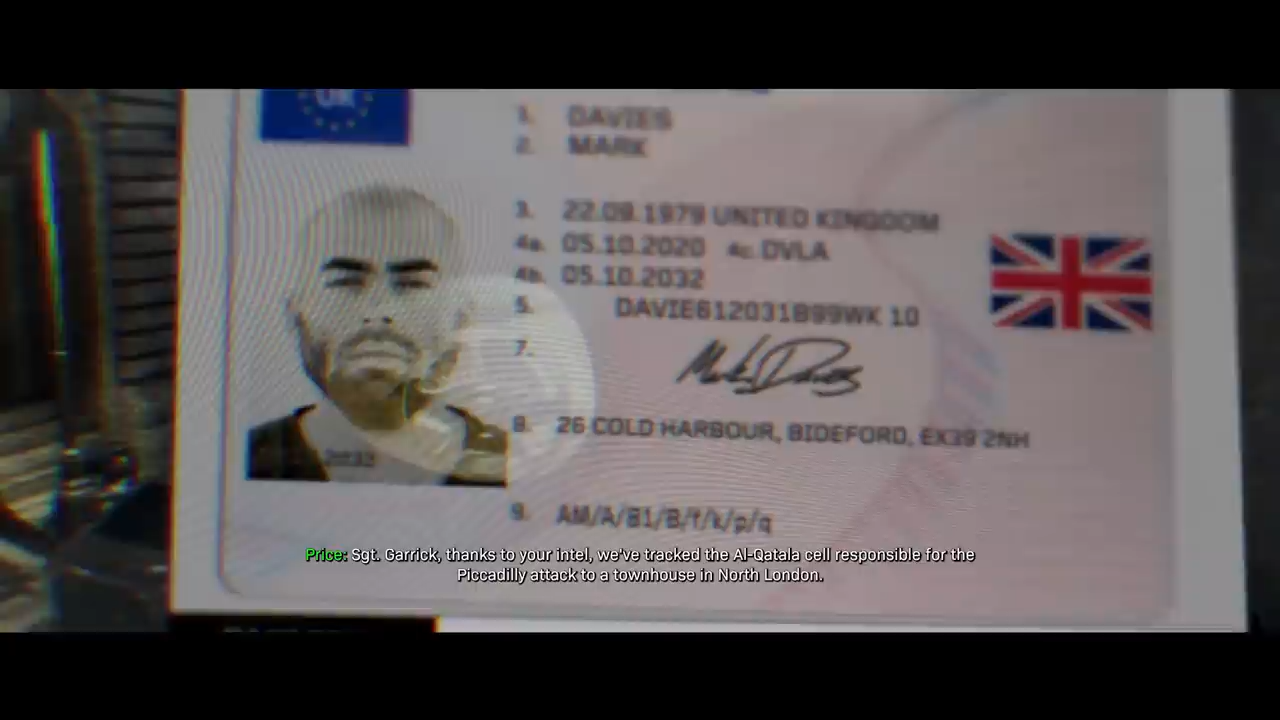 UK
1. DAVIES
2. MARK
3. 22.09.1979 UNITED KINGDOM
4a. 05.10.2020 4c. DVLA
4b. 05.10.2032
5. DAVIE612031B99WK 10
7. Mark Davies
8. 26 COLD HARBOUR, BIDEFORD, EX39 2NH
9. AM/A/B1/B/f/k/p/q
Price: Sgt. Garrick, thanks to your intel, we've tracked the Al-Qatala cell responsible for the
Piccadilly attack to a townhouse in North London.